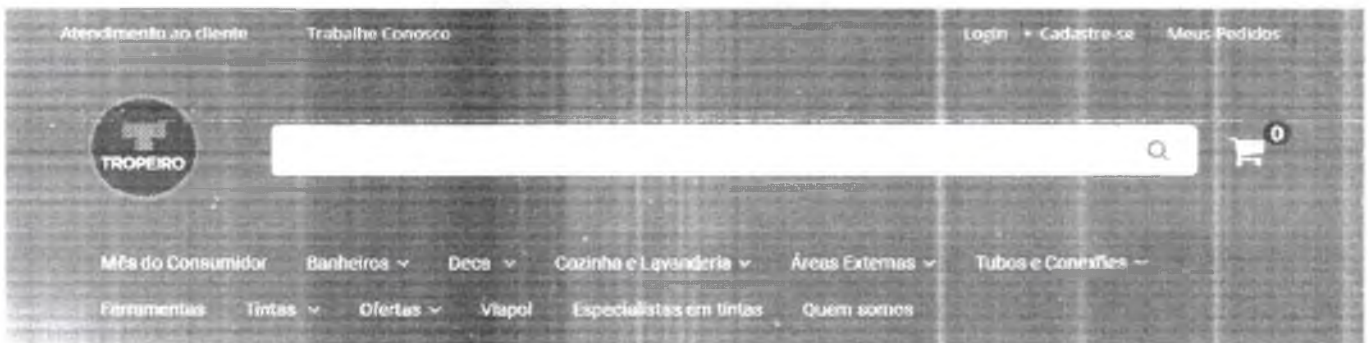 Atendimento ao cliente Trabalhe Conosco Login • Cadastre-se Meus Pedidos
TROPEIRO
0
Mês do Consumidor Banheiros Deca Cozinha e Lavanderia Áreas Externas Tubos e Conexões
Ferramentas Tintas Ofertas Viapol Especialistas em tintas Quem somos